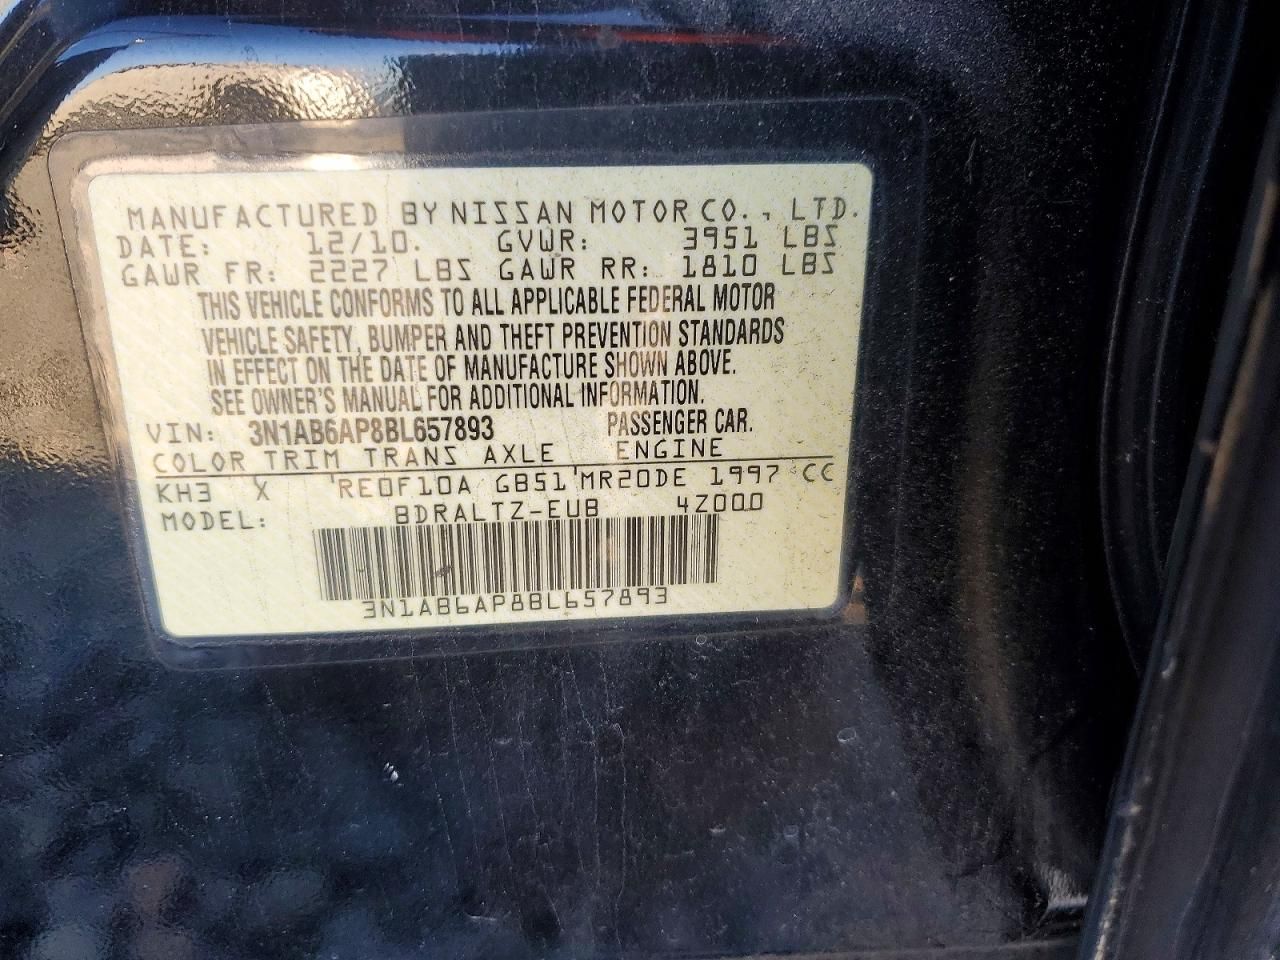 MANUFACTURED BY NISSAN MOTOR CO., LTD.
DATE: 12/10. GVWR: 3951 LBS
GAWR FR: 2227 LBS GAWR RR: 1810 LBS
THIS VEHICLE CONFORMS TO ALL APPLICABLE FEDERAL MOTOR
VEHICLE SAFETY, BUMPER AND THEFT PREVENTION STANDARDS
IN EFFECT ON THE DATE OF MANUFACTURE SHOWN ABOVE.
SEE OWNER'S MANUAL FOR ADDITIONAL INFORMATION.
VIN: 3N1AB6AP8BL657893 PASSENGER CAR.
COLOR TRIM TRANS AXLE ENGINE
KH3 X RE0F10A GB51 MR20DE 1997 CC
MODEL: BDRALTZ-EUB 4Z000
3N1AB6AP8BL657893